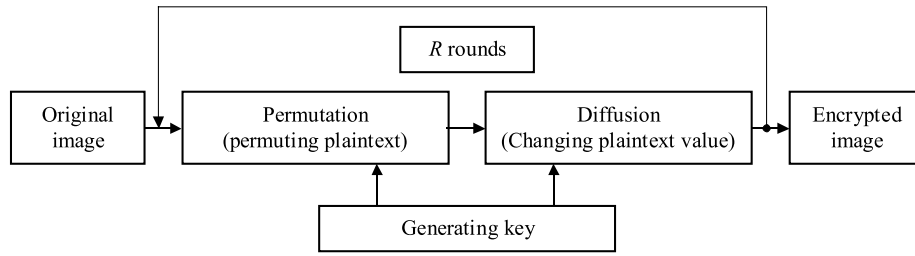 R rounds
Original
image
Permutation
(permuting plaintext)
Diffusion
(Changing plaintext value)
Encrypted
image
Generating key